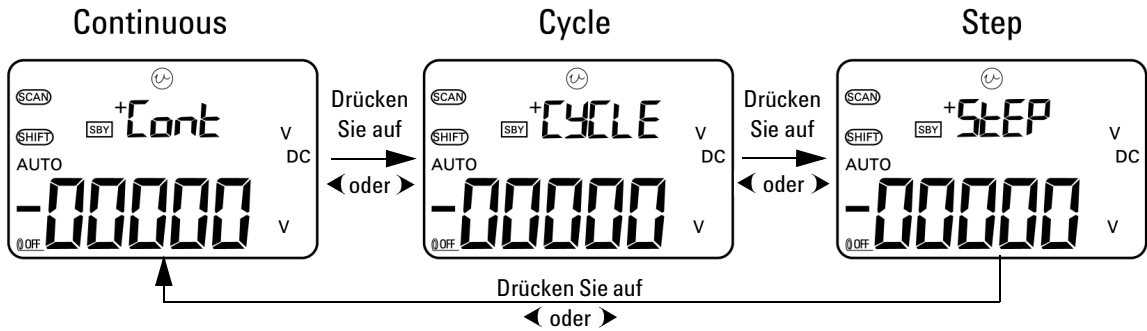 Continuous
SCAN
+Cont
SHIFT
SBY
V
DC
AUTO
-00000
V
OFF
Drücken
Sie auf
oder
Cycle
SCAN
+CYCLE
SHIFT
SBY
V
DC
AUTO
-00000
V
OFF
Drücken
Sie auf
oder
Step
SCAN
+StEP
SHIFT
SBY
V
DC
AUTO
-00000
V
OFF
Drücken Sie auf
oder